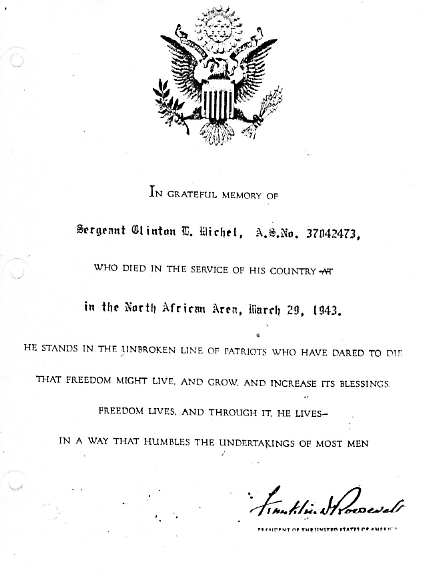 IN GRATEFUL MEMORY OF
Sergeant Clinton E. Michel, A.S.No. 37042473,
WHO DIED IN THE SERVICE OF HIS COUNTRY AT
in the North African Area, March 29, 1943.
HE STANDS IN THE UNBROKEN LINE OF PATRIOTS WHO HAVE DARED TO DIE
THAT FREEDOM MIGHT LIVE, AND GROW, AND INCREASE ITS BLESSINGS.
FREEDOM LIVES, AND THROUGH IT, HE LIVES—
IN A WAY THAT HUMBLES THE UNDERTAKINGS OF MOST MEN
Franklin D Roosevelt
PRESIDENT OF THE UNITED STATES OF AMERICA